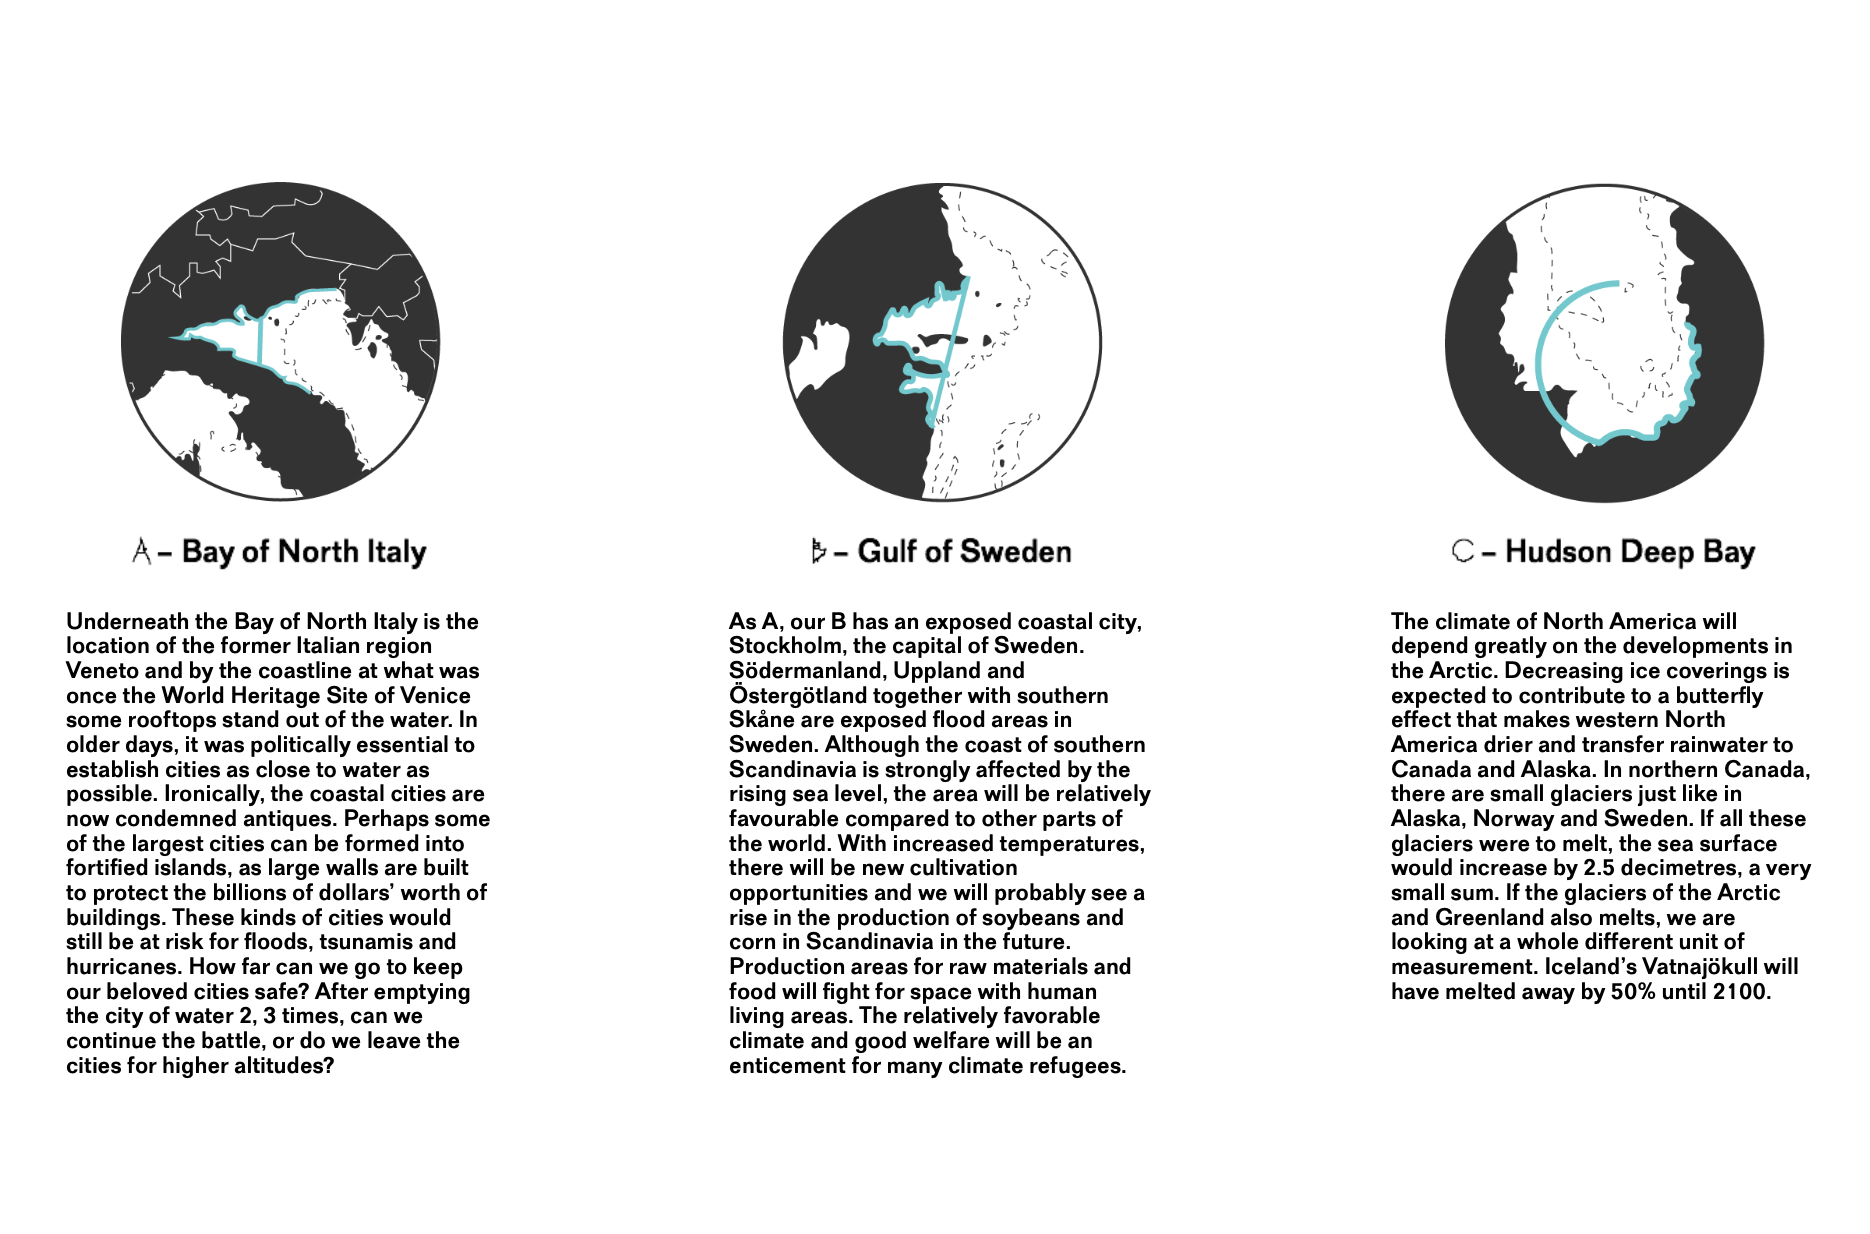 A – Bay of North Italy
Underneath the Bay of North Italy is the
location of the former Italian region
Veneto and by the coastline at what was
once the World Heritage Site of Venice
some rooftops stand out of the water. In
older days, it was politically essential to
establish cities as close to water as
possible. Ironically, the coastal cities are
now condemned antiques. Perhaps some
of the largest cities can be formed into
fortified islands, as large walls are built
to protect the billions of dollars’ worth of
buildings. These kinds of cities would
still be at risk for floods, tsunamis and
hurricanes. How far can we go to keep
our beloved cities safe? After emptying
the city of water 2, 3 times, can we
continue the battle, or do we leave the
cities for higher altitudes?
B – Gulf of Sweden
As A, our B has an exposed coastal city,
Stockholm, the capital of Sweden.
Södermanland, Uppland and
Östergötland together with southern
Skåne are exposed flood areas in
Sweden. Although the coast of southern
Scandinavia is strongly affected by the
rising sea level, the area will be relatively
favourable compared to other parts of
the world. With increased temperatures,
there will be new cultivation
opportunities and we will probably see a
rise in the production of soybeans and
corn in Scandinavia in the future.
Production areas for raw materials and
food will fight for space with human
living areas. The relatively favorable
climate and good welfare will be an
enticement for many climate refugees.
C – Hudson Deep Bay
The climate of North America will
depend greatly on the developments in
the Arctic. Decreasing ice coverings is
expected to contribute to a butterfly
effect that makes western North
America drier and transfer rainwater to
Canada and Alaska. In northern Canada,
there are small glaciers just like in
Alaska, Norway and Sweden. If all these
glaciers were to melt, the sea surface
would increase by 2.5 decimetres, a very
small sum. If the glaciers of the Arctic
and Greenland also melts, we are
looking at a whole different unit of
measurement. Iceland’s Vatnajökull will
have melted away by 50% until 2100.